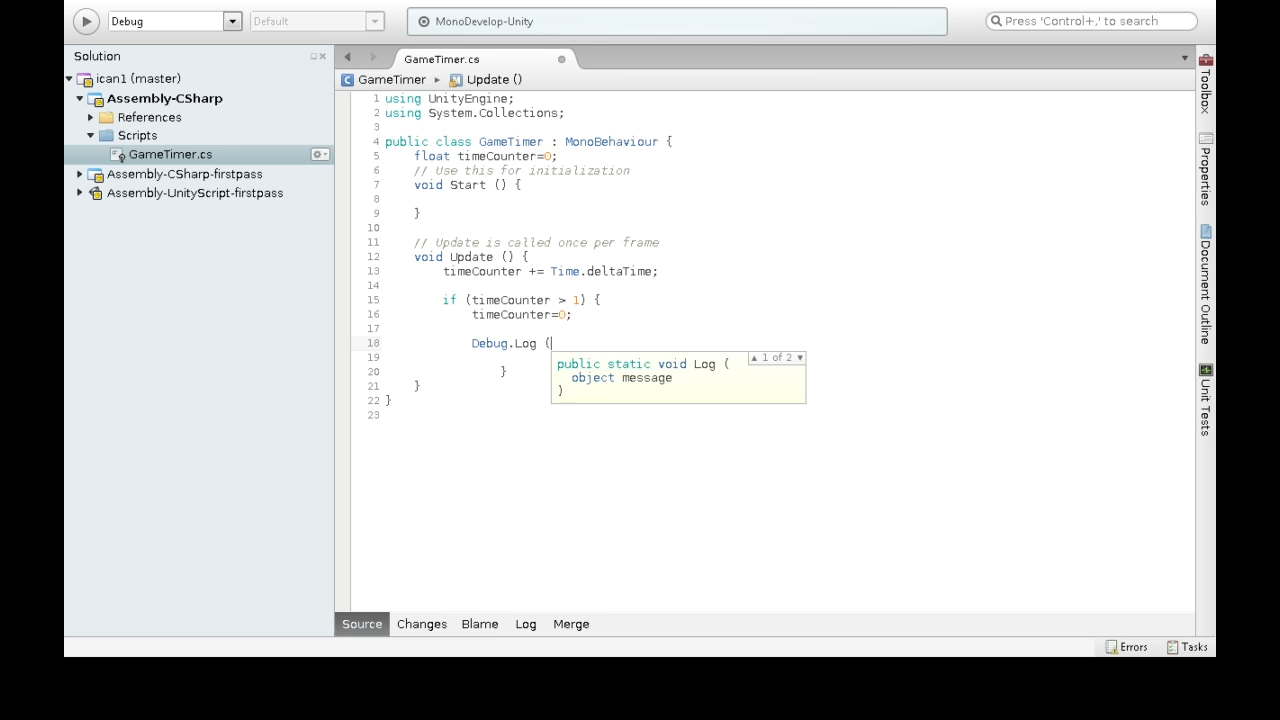 Debug
Default
MonoDevelop-Unity
Press 'Control+,' to search
Solution
ican1 (master)
Assembly-CSharp
References
Scripts
GameTimer.cs
Assembly-CSharp-firstpass
Assembly-UnityScript-firstpass
GameTimer.cs
GameTimer ▸ Update ()
1 using UnityEngine;
2 using System.Collections;
3
4 public class GameTimer : MonoBehaviour {
5 float timeCounter=0;
6 // Use this for initialization
7 void Start () {
8
9 }
10
11 // Update is called once per frame
12 void Update () {
13 timeCounter += Time.deltaTime;
14
15 if (timeCounter > 1) {
16 timeCounter=0;
17
18 Debug.Log (
19
20 }
21 }
22 }
23
▲ 1 of 2 ▼
public static void Log (
object message
)
Toolbox
Properties
Document Outline
Unit Tests
Source Changes Blame Log Merge
Errors Tasks